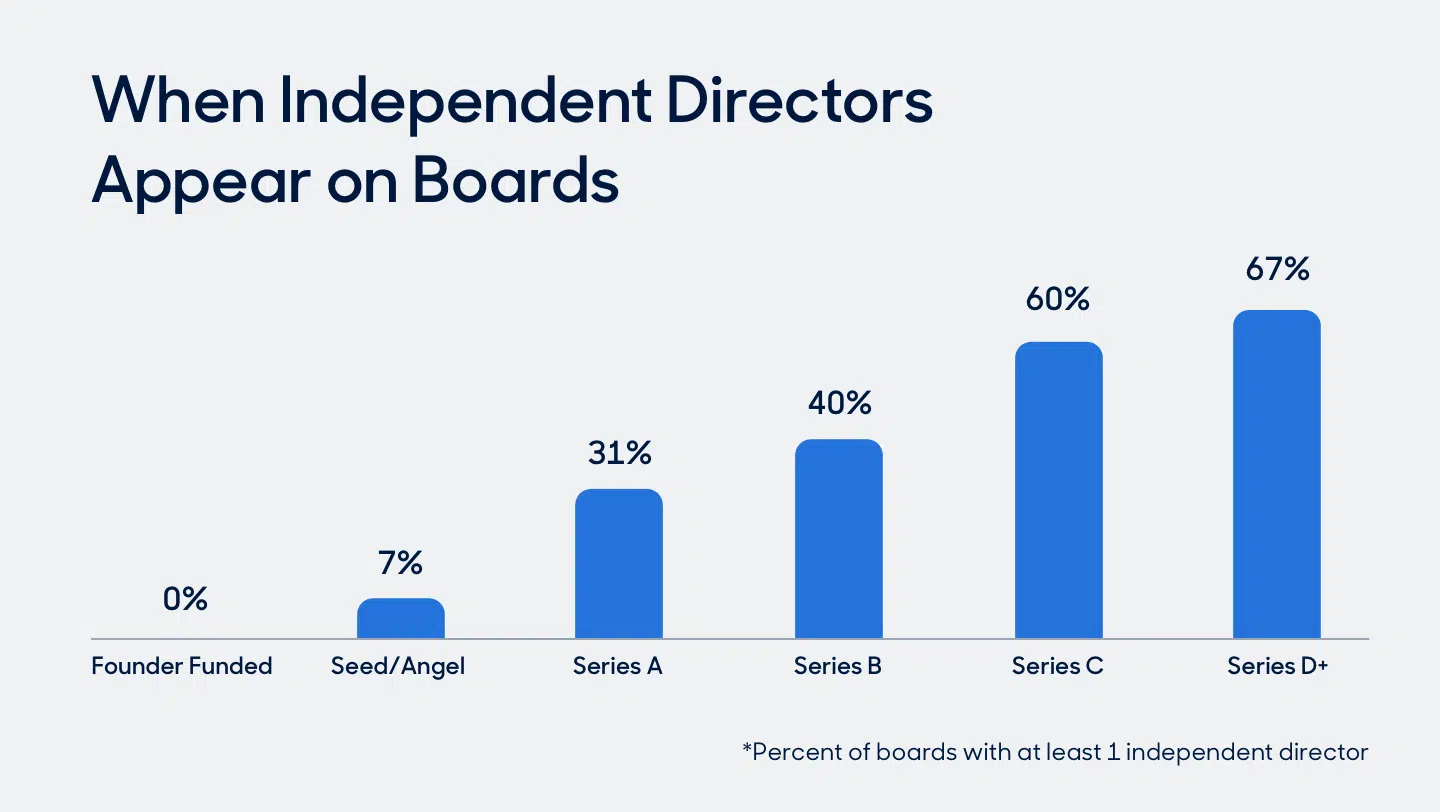 When Independent Directors
Appear on Boards
67%
60%
40%
31%
7%
0%
Founder Funded Seed/Angel Series A Series B Series C Series D+
*Percent of boards with at least 1 independent director